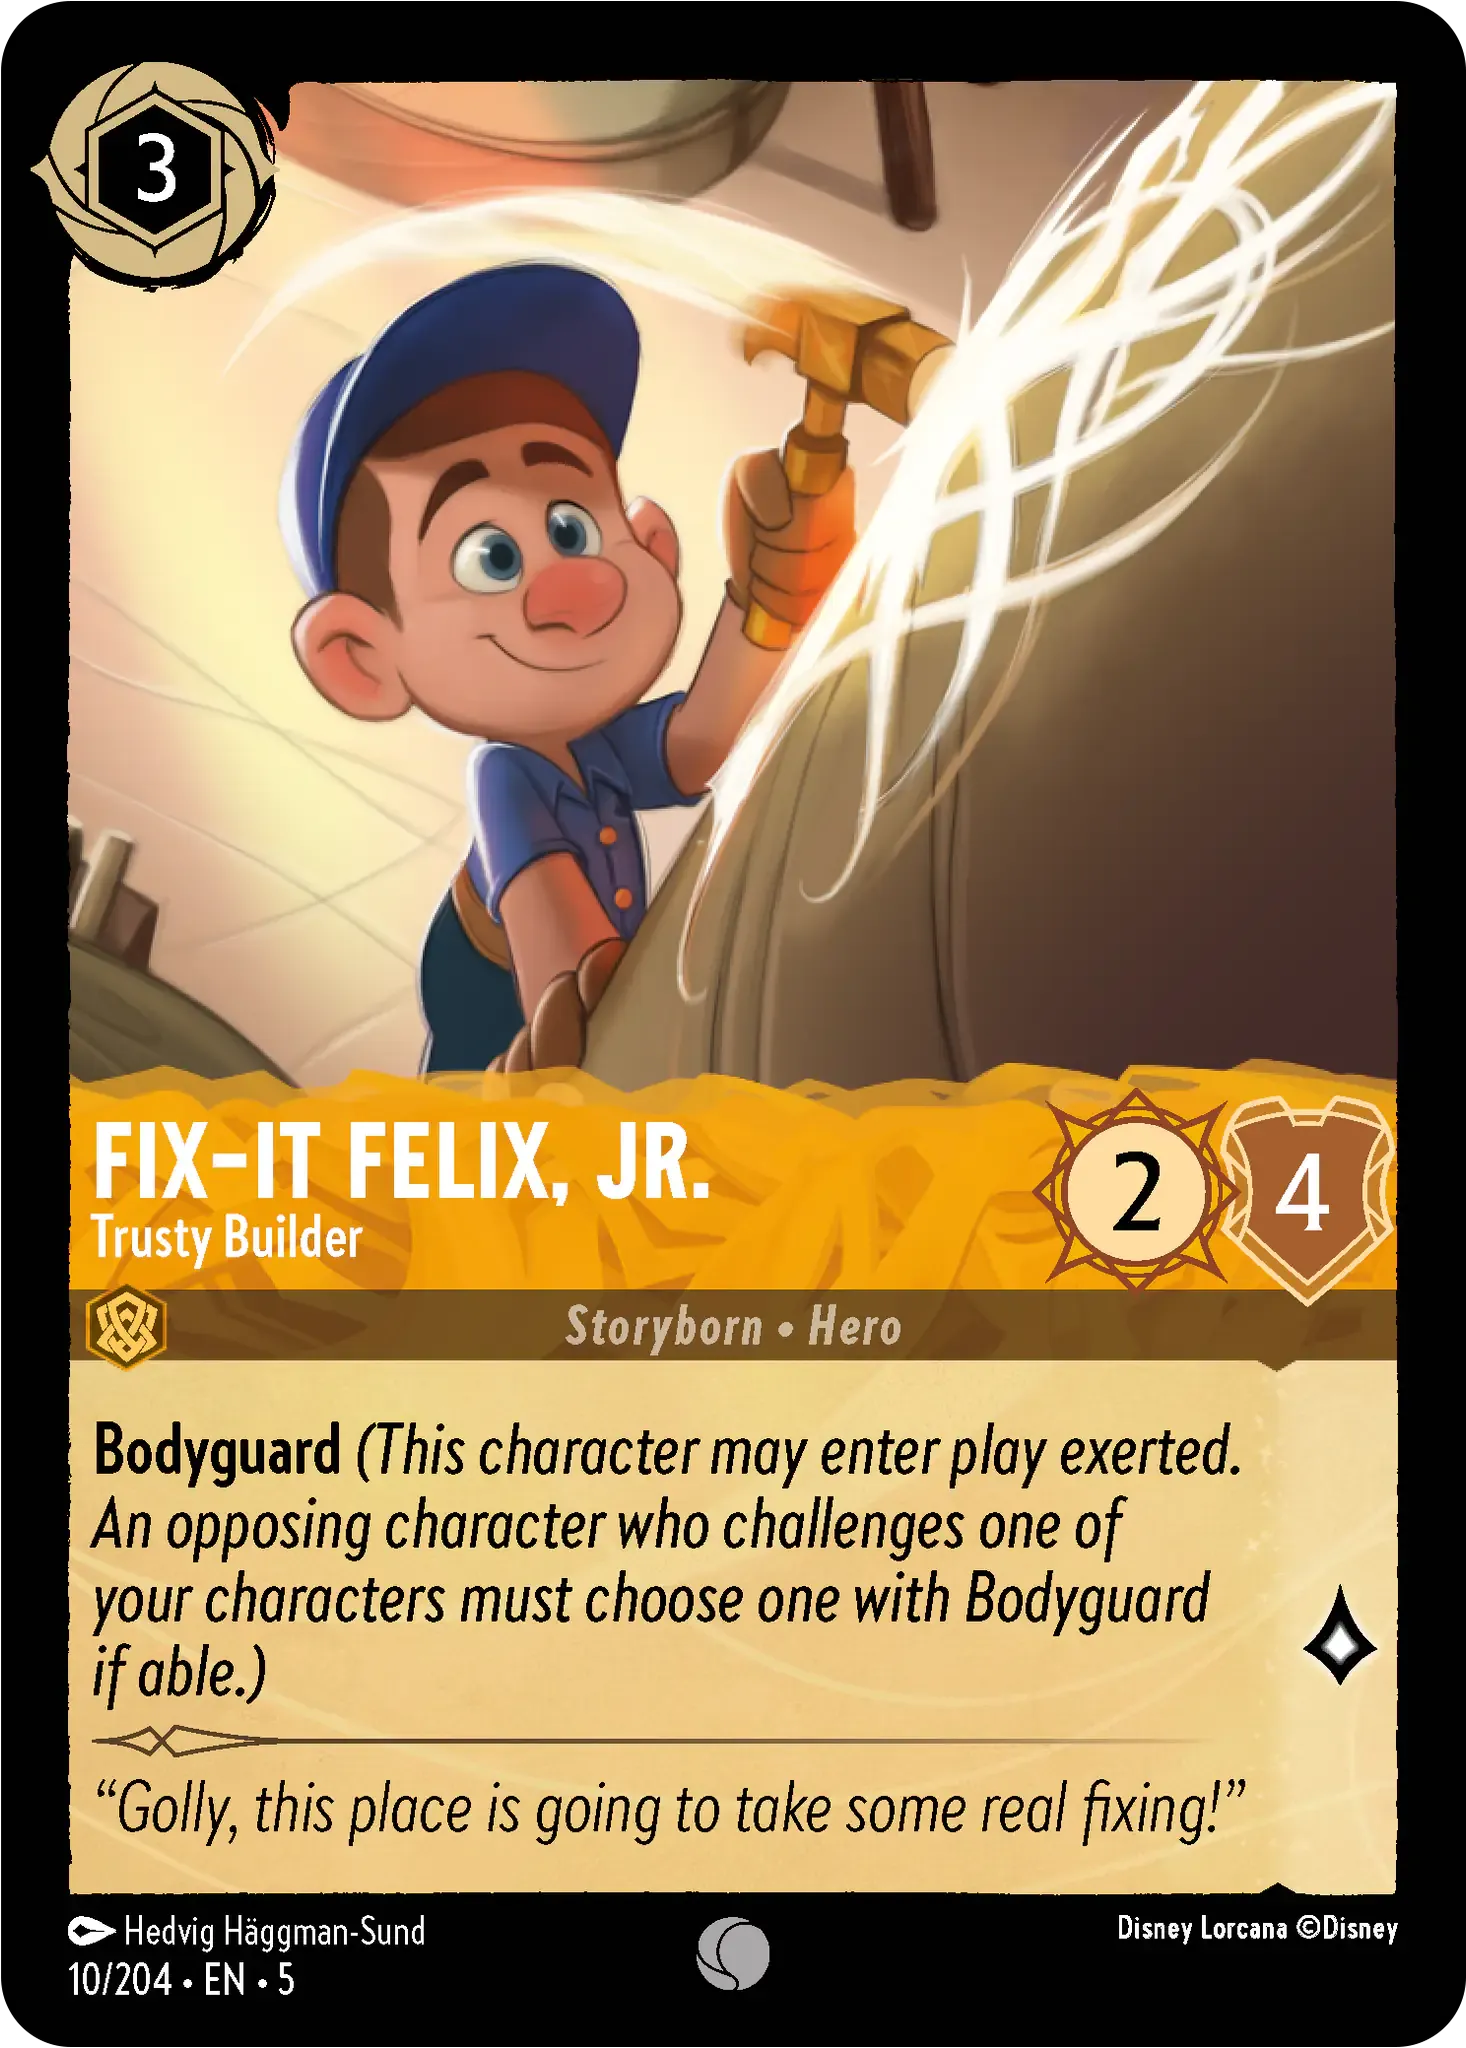 3
FIX-IT FELIX, JR.
Trusty Builder
2
4
Storyborn • Hero
Bodyguard (This character may enter play exerted.
An opposing character who challenges one of
your characters must choose one with Bodyguard
if able.)
“Golly, this place is going to take some real fixing!”
Hedvig Häggman-Sund
Disney Lorcana ©Disney
10/204 • EN • 5